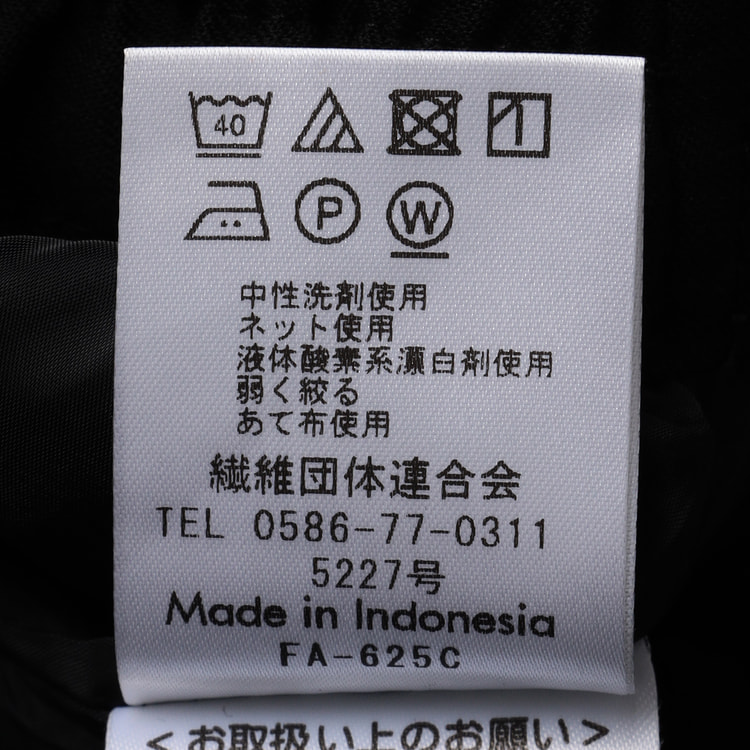 40
P W
中性洗剤使用
ネット使用
液体酸素系漂白剤使用
弱く絞る
あて布使用
繊維団体連合会
TEL 0586-77-0311
5227号
Made in Indonesia
FA-625C
<お取扱い上のお願い>